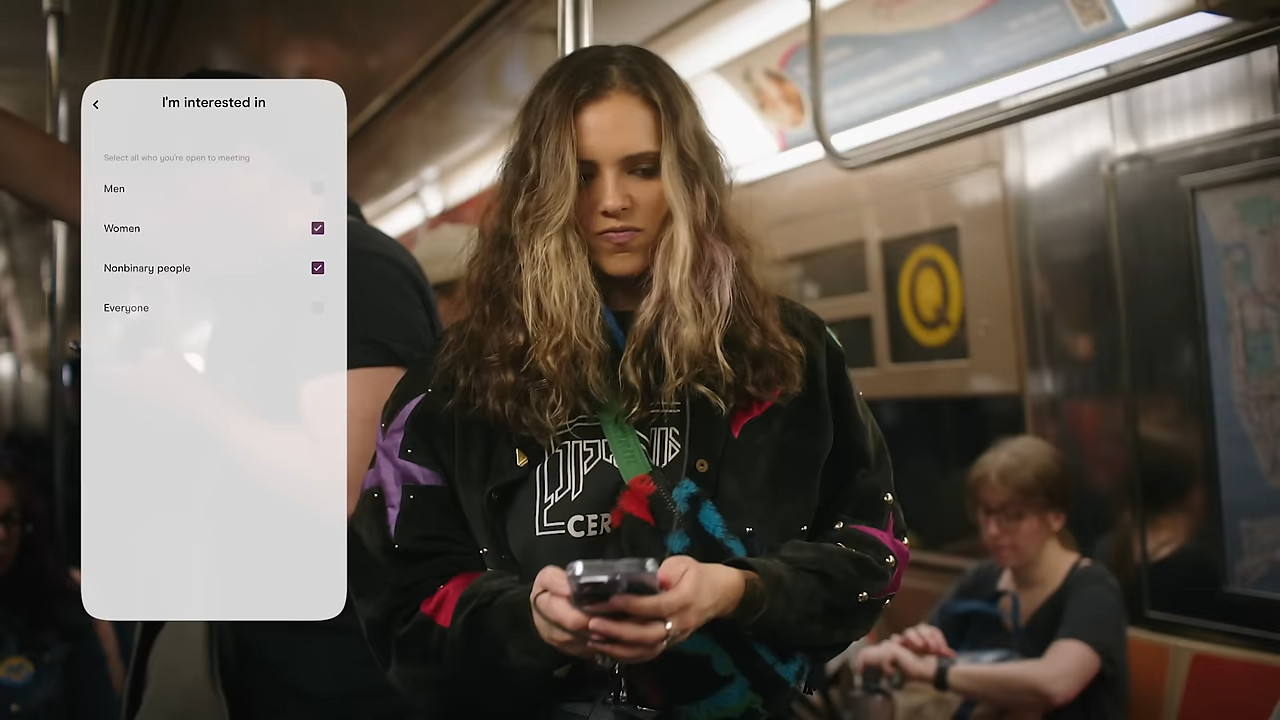 I'm interested in
Select all who you're open to meeting
Men
Women
Nonbinary people
Everyone
Q
CER